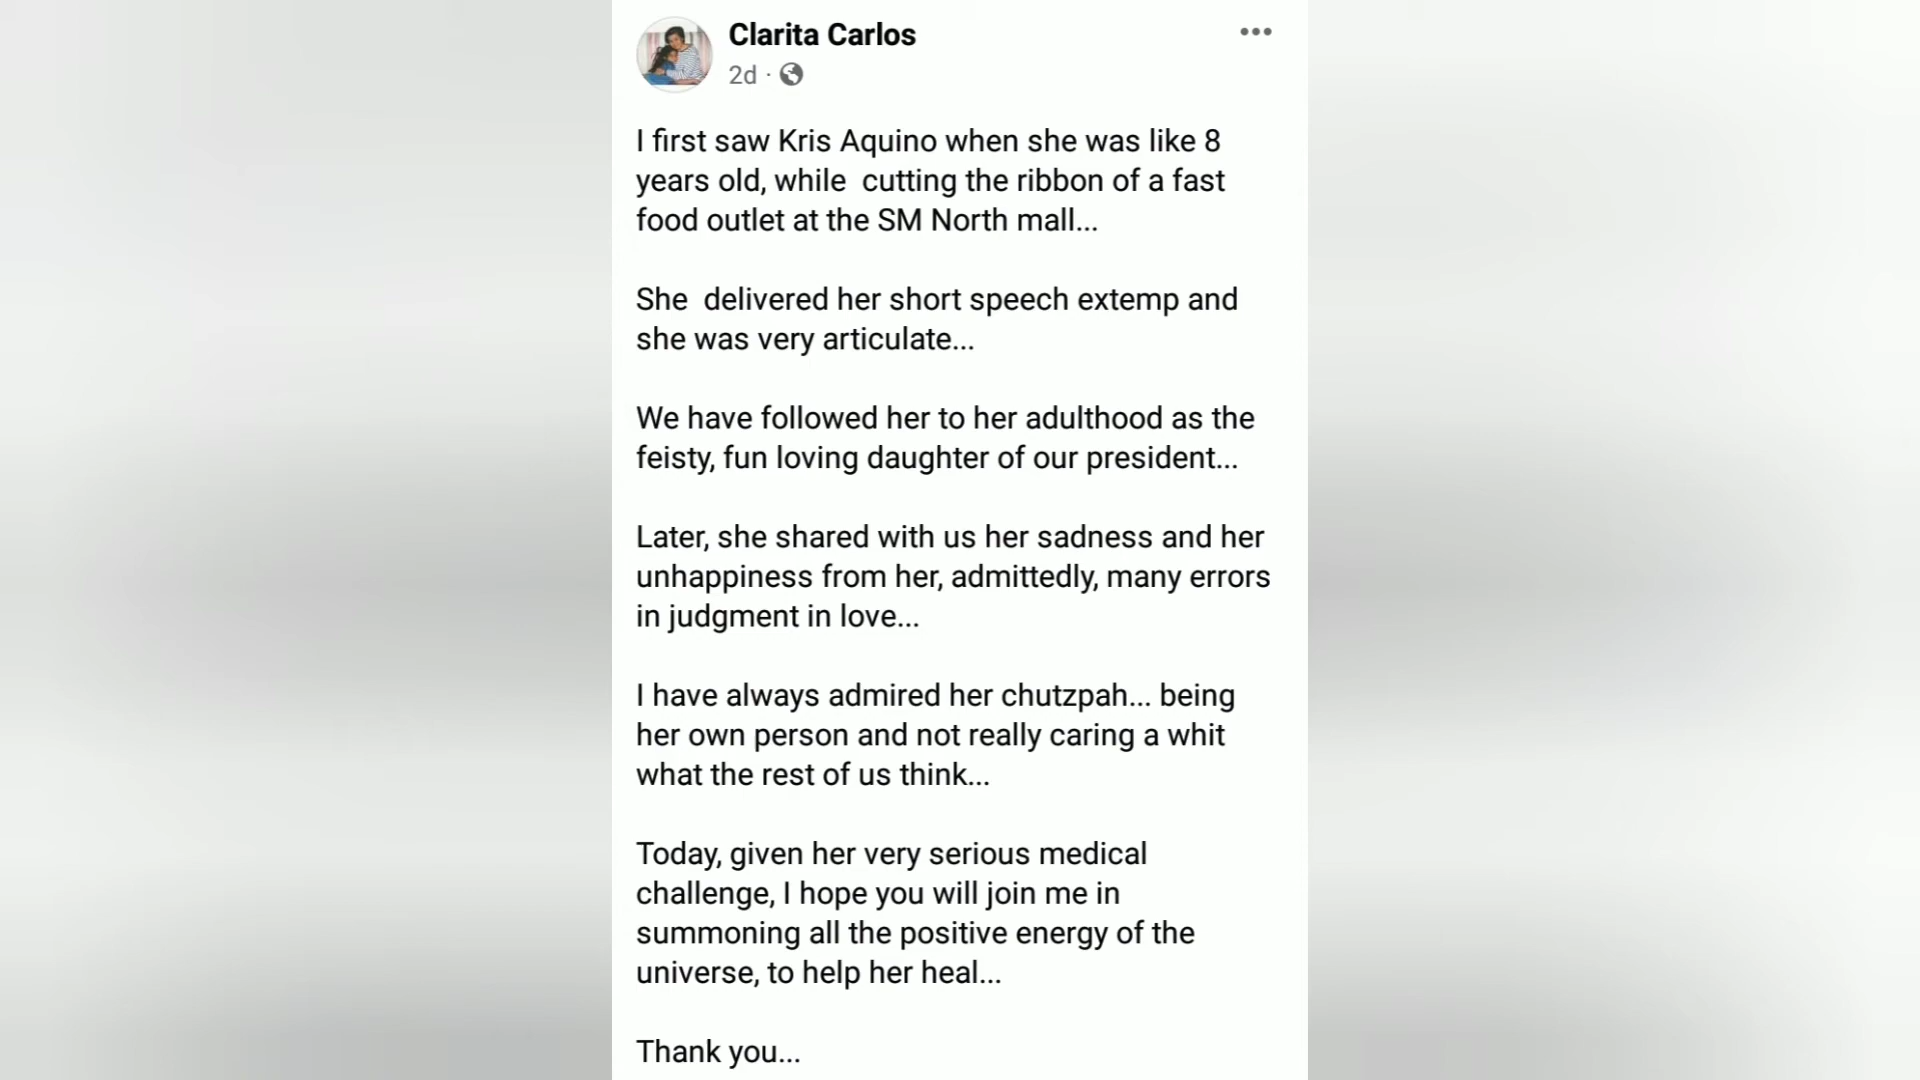 Clarita Carlos
2d ·
I first saw Kris Aquino when she was like 8
years old, while  cutting the ribbon of a fast
food outlet at the SM North mall...
She  delivered her short speech extemp and
she was very articulate...
We have followed her to her adulthood as the
feisty, fun loving daughter of our president...
Later, she shared with us her sadness and her
unhappiness from her, admittedly, many errors
in judgment in love...
I have always admired her chutzpah... being
her own person and not really caring a whit
what the rest of us think...
Today, given her very serious medical
challenge, I hope you will join me in
summoning all the positive energy of the
universe, to help her heal...
Thank you...